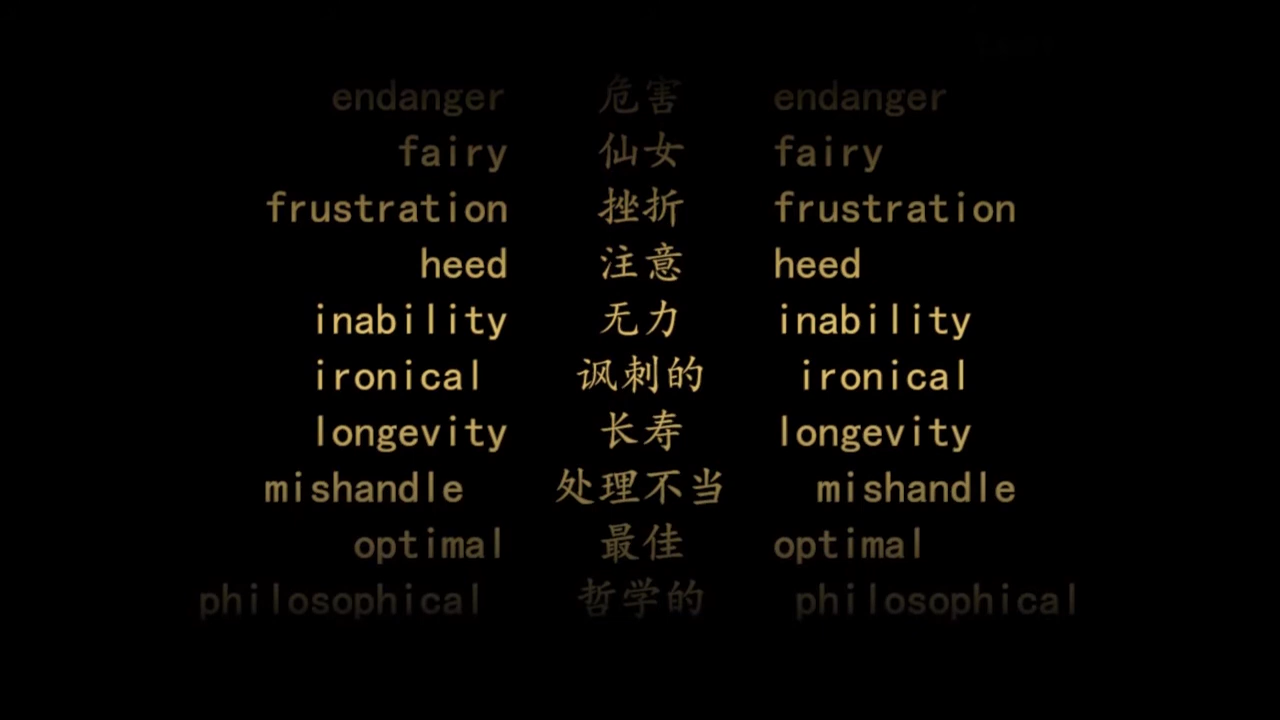 endanger 危害 endanger
fairy 仙女 fairy
frustration 挫折 frustration
heed 注意 heed
inability 无力 inability
ironical 讽刺的 ironical
longevity 长寿 longevity
mishandle 处理不当 mishandle
optimal 最佳 optimal
philosophical 哲学的 philosophical